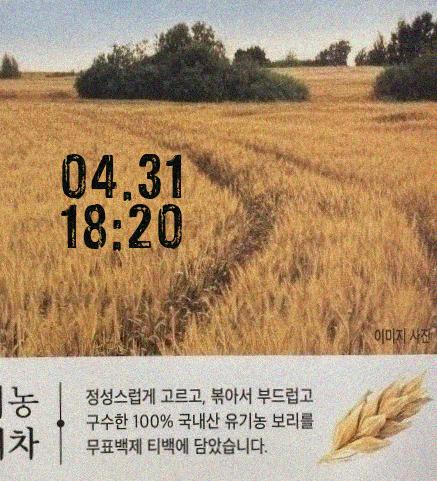 04.31
18:20
이미지 사진
농
차
정성스럽게 고르고, 볶아서 부드럽고
구수한 100% 국내산 유기농 보리를
무표백제 티백에 담았습니다.